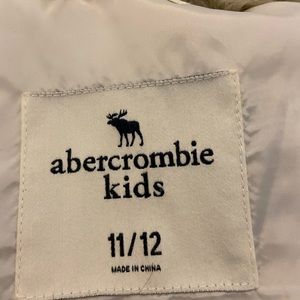 abercrombie
kids
11/12
MADE IN CHINA